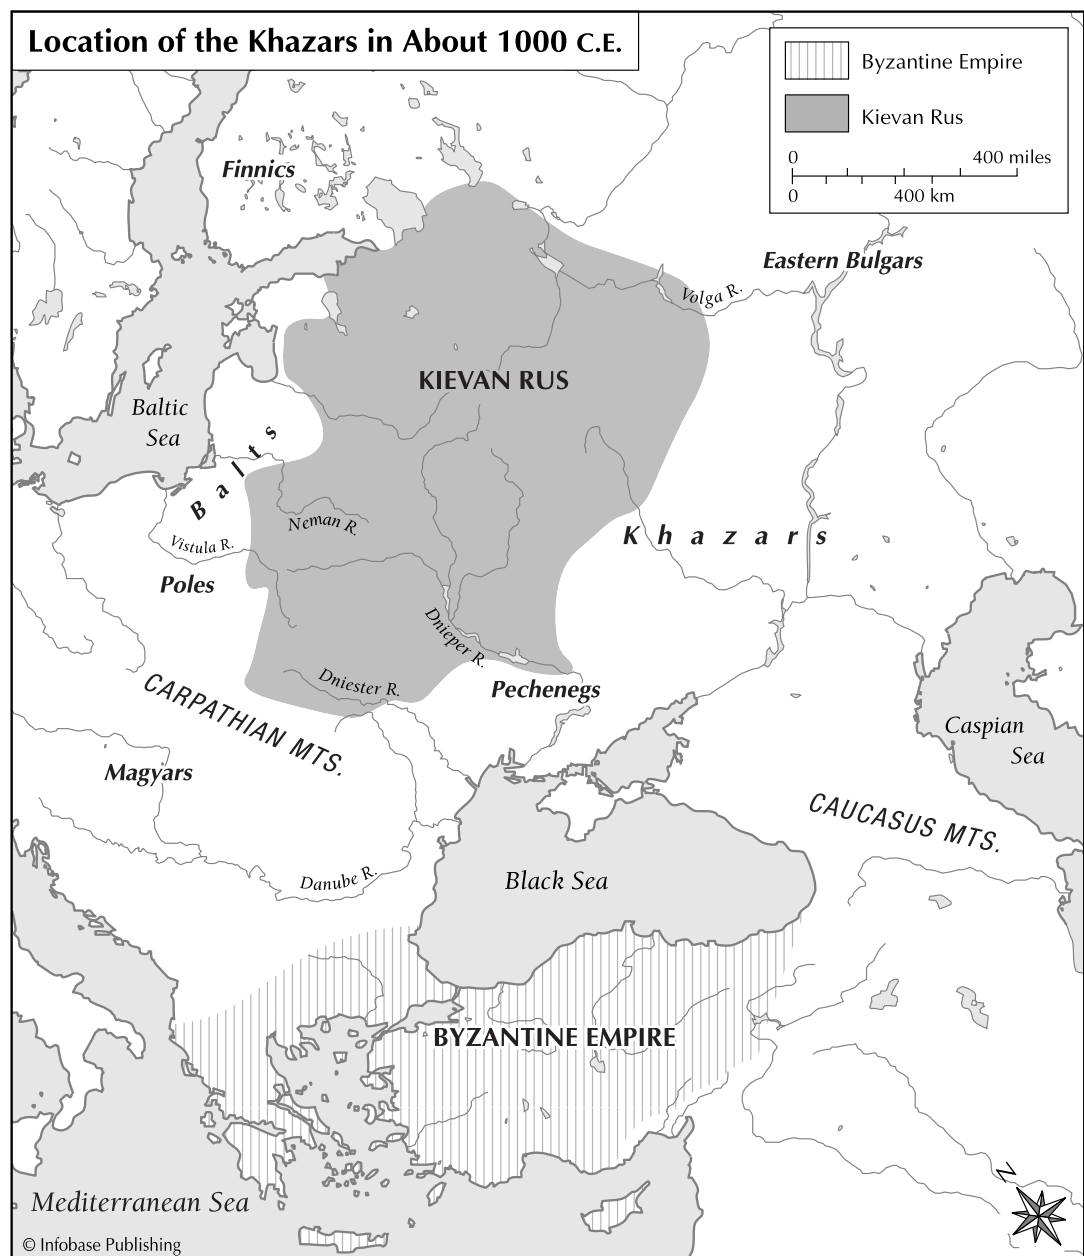 Location of the Khazars in About 1000 C.E.
Byzantine Empire
Kievan Rus
0 400 miles
0 400 km
Finnics
Eastern Bulgars
Volga R.
KIEVAN RUS
Baltic
Sea
Balts
Neman R.
Khazars
Vistula R.
Poles
Dnieper R.
Dniester R.
Pechenegs
CARPATHIAN MTS.
Caspian
Sea
Magyars
CAUCASUS MTS.
Danube R.
Black Sea
BYZANTINE EMPIRE
N
Mediterranean Sea
© Infobase Publishing